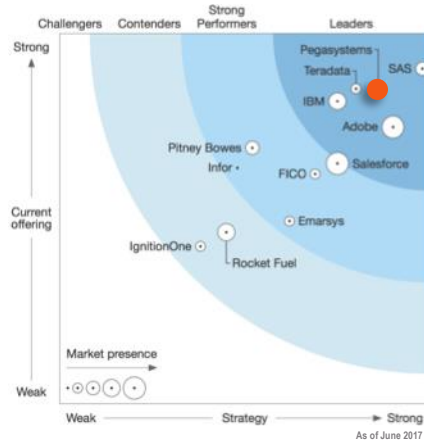 Challengers Contenders Strong Performers Leaders
Strong
Pegasystems
Teradata
SAS
IBM
Adobe
Pitney Bowes
Infor
FICO
Salesforce
Current offering
Emarsys
IgnitionOne
Rocket Fuel
Market presence
Weak
Weak Strategy Strong
As of June 2017